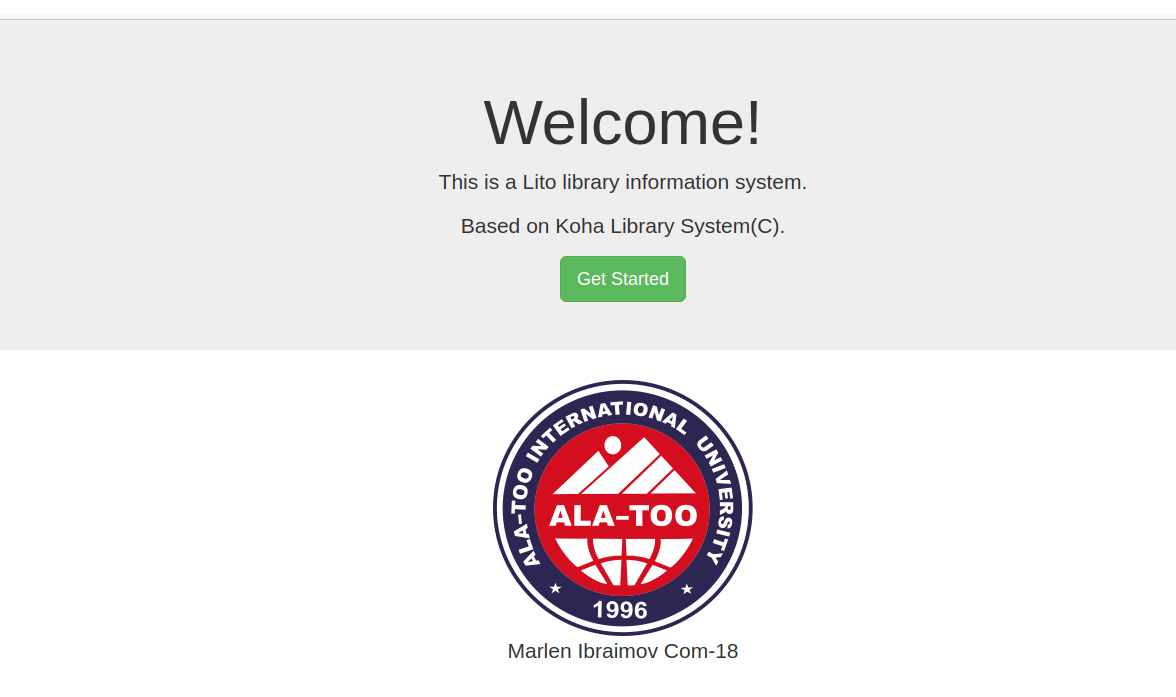 Welcome!
This is a Lito library information system.
Based on Koha Library System(C).
Get Started
ALA-TOO INTERNATIONAL UNIVERSITY
ALA-TOO
1996
Marlen Ibraimov Com-18